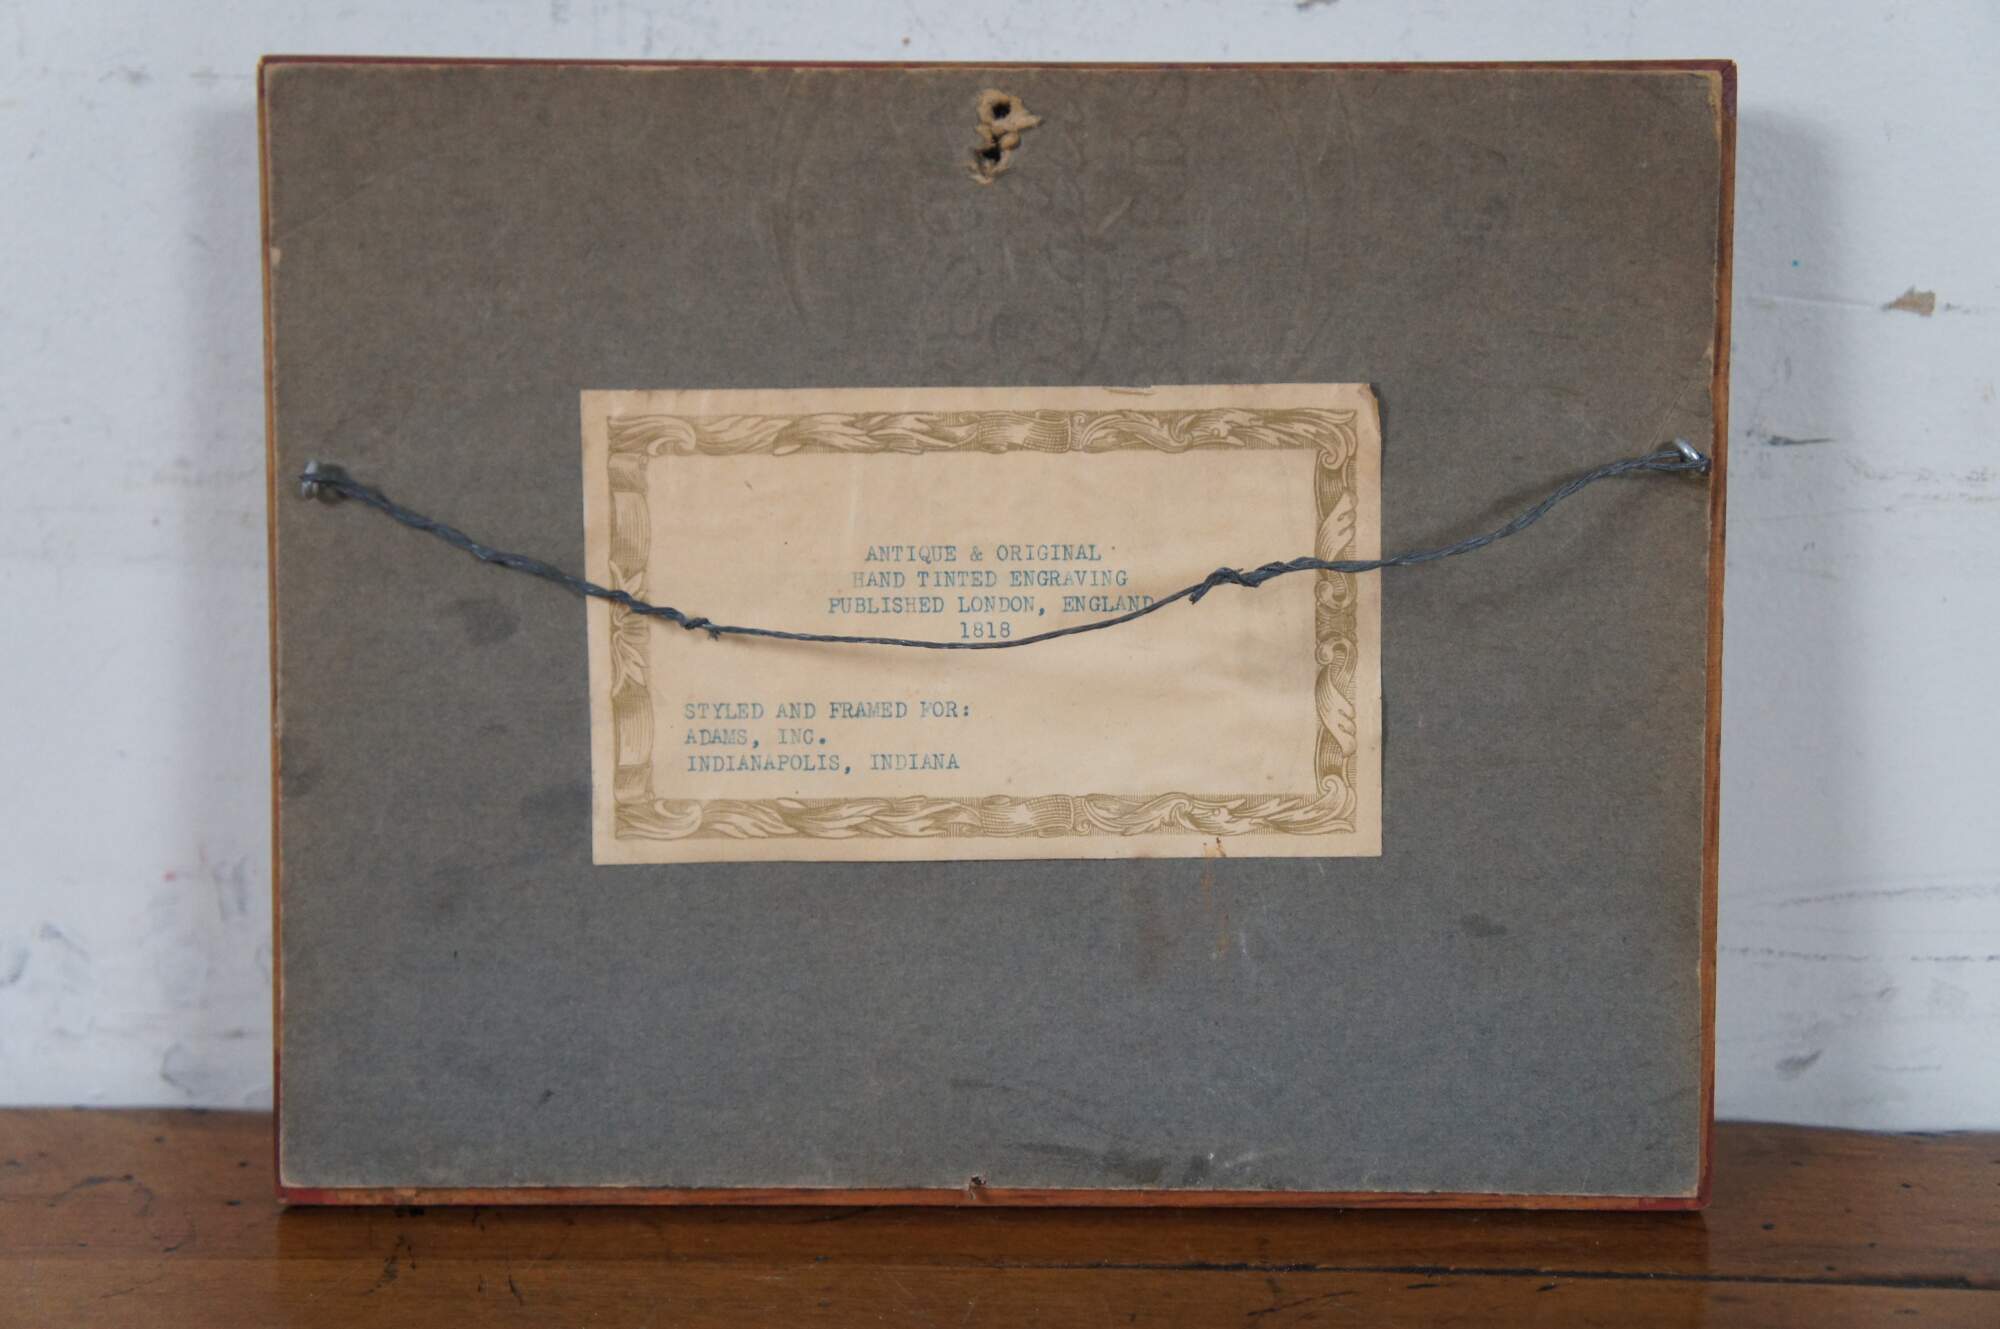 ANTIQUE & ORIGINAL
HAND TINTED ENGRAVING
PUBLISHED LONDON, ENGLAND
1818
STYLED AND FRAMED FOR:
ADAMS, INC.
INDIANAPOLIS, INDIANA